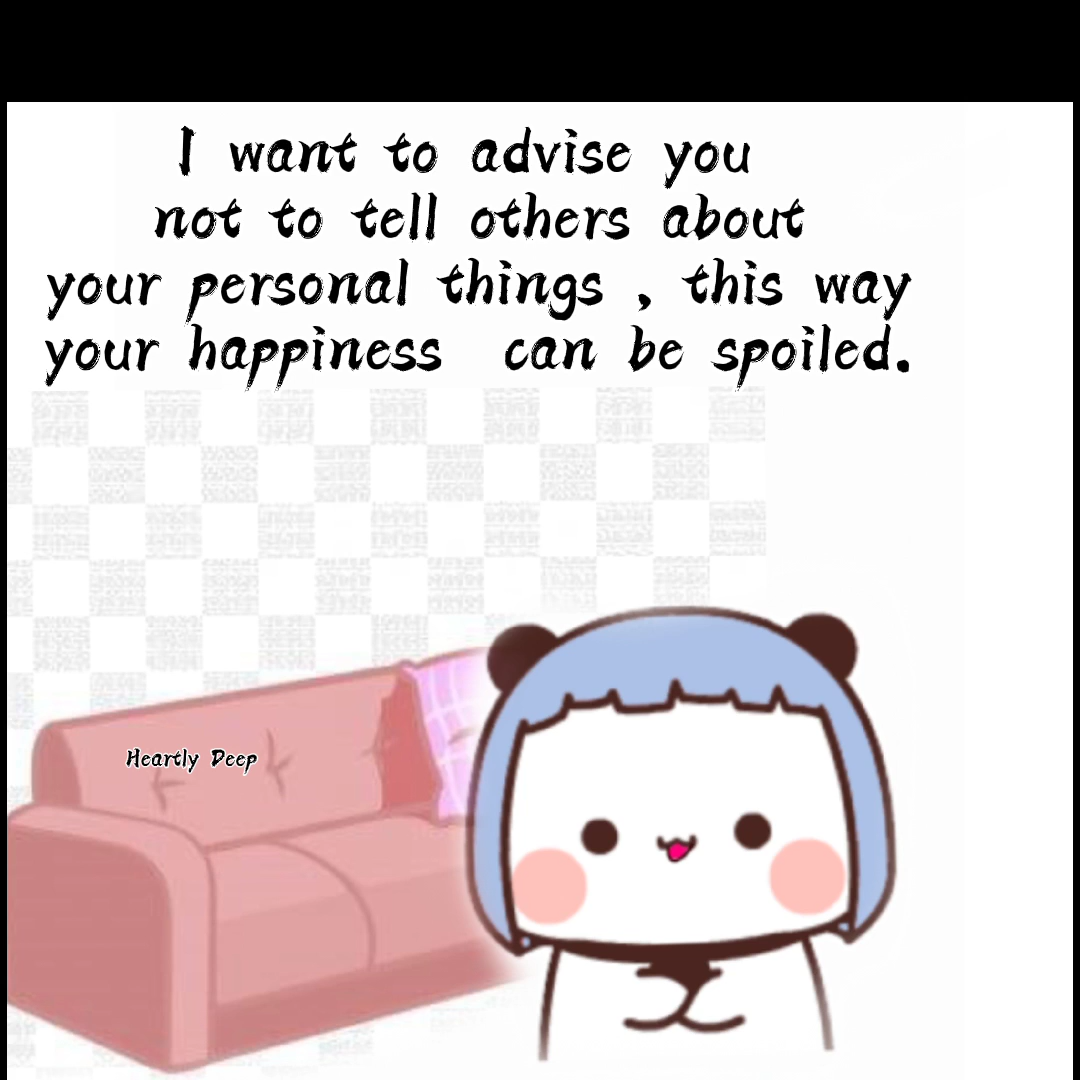 I want to advise you
not to tell others about
your personal things , this way
your happiness can be spoiled.
Heartly Deep